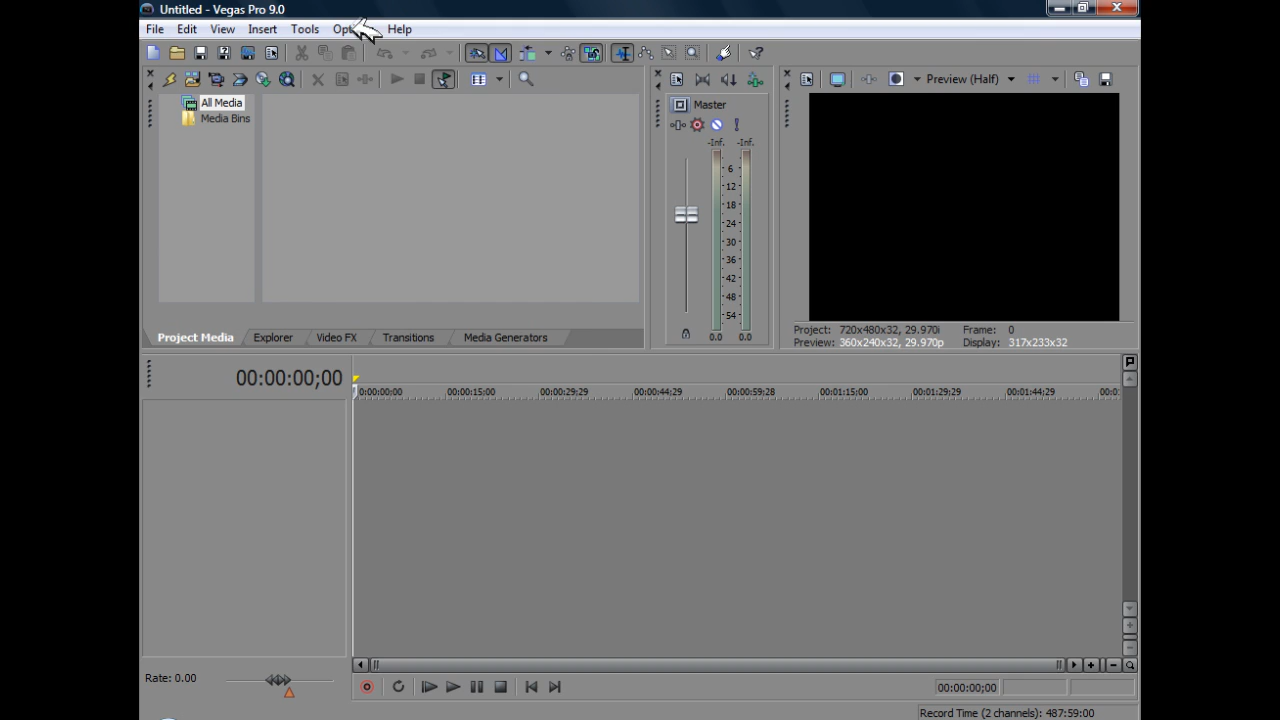 Untitled - Vegas Pro 9.0
File Edit View Insert Tools Help
Preview (Half)
All Media
Media Bins
Master
-Inf. -Inf.
6
12
18
24
30
36
42
48
54
0.0 0.0
Project: 720x480x32, 29.970i Frame: 0
Preview: 360x240x32, 29.970p Display: 317x233x32
Project Media Explorer Video FX Transitions Media Generators
00:00:00;00
0:00:00;00 00:00:15;00 00:00:29;29 00:00:44;29 00:00:59;28 00:01:15;00 00:01:29;29 00:01:44;29
Rate: 0.00
00:00:00;00
Record Time (2 channels): 487:59:00